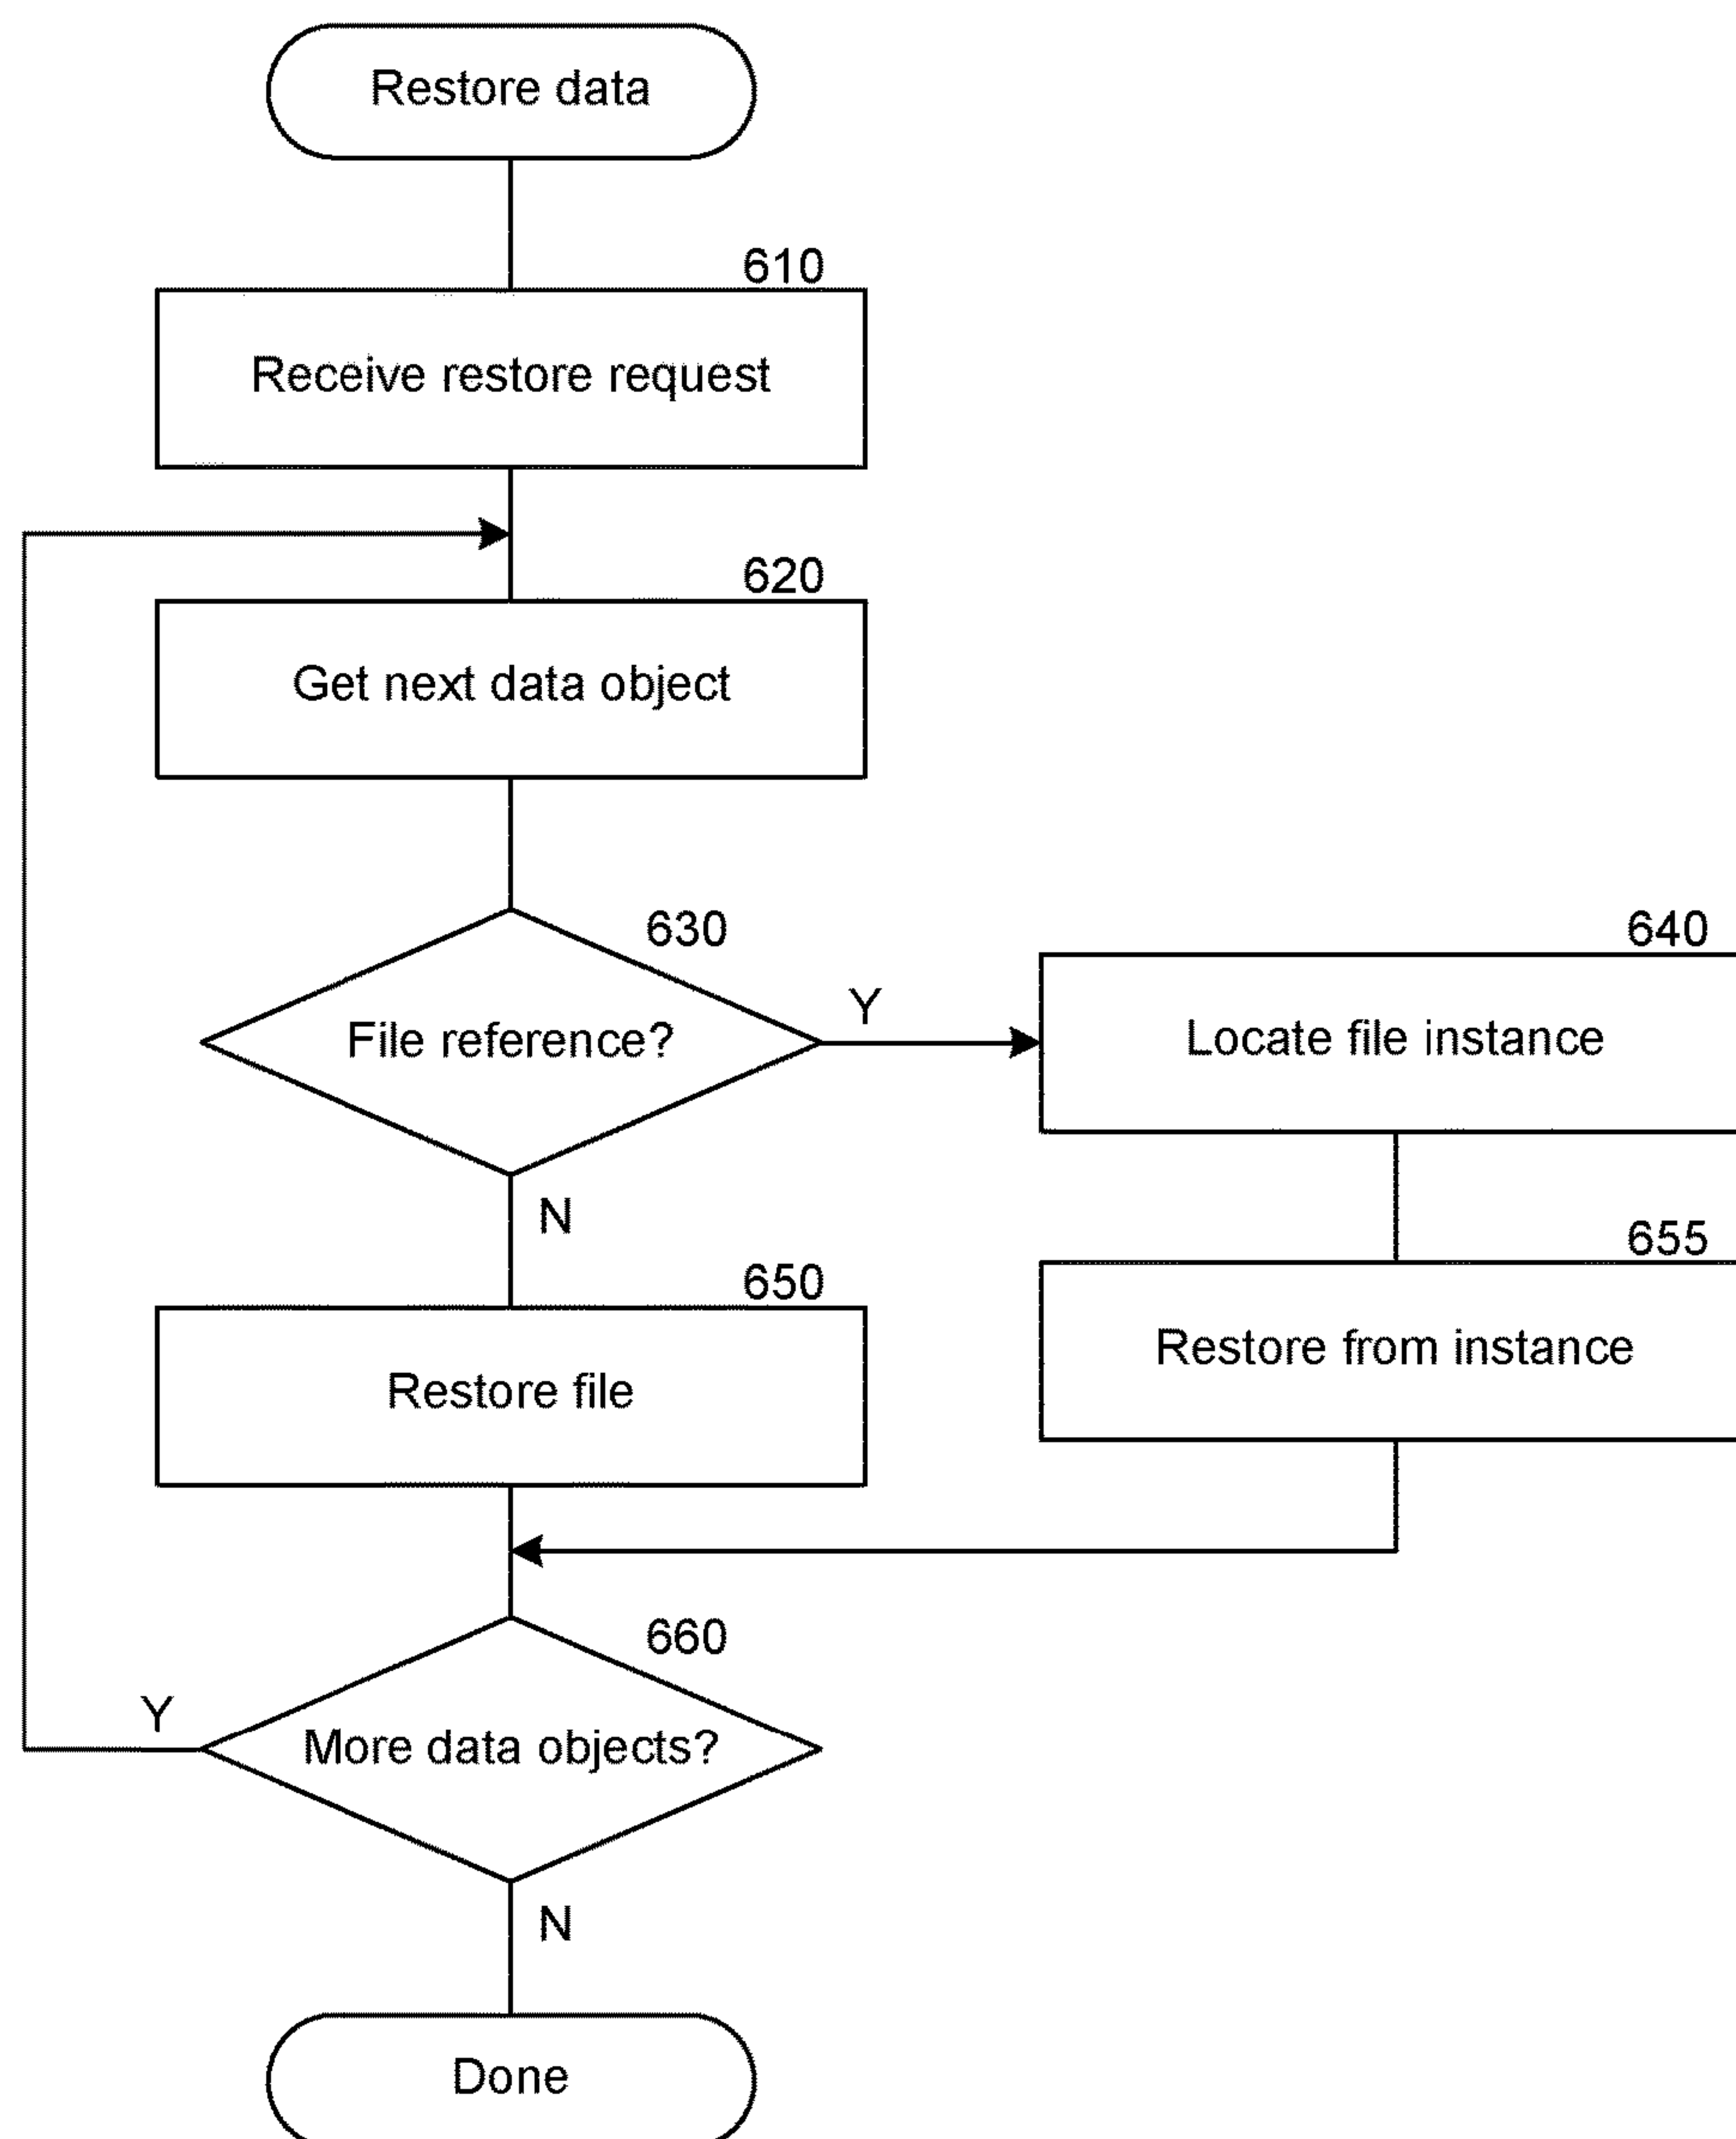 Restore data
610
Receive restore request
620
Get next data object
630
File reference?
Y
640
Locate file instance
N
650
Restore file
655
Restore from instance
660
More data objects?
Y
N
Done